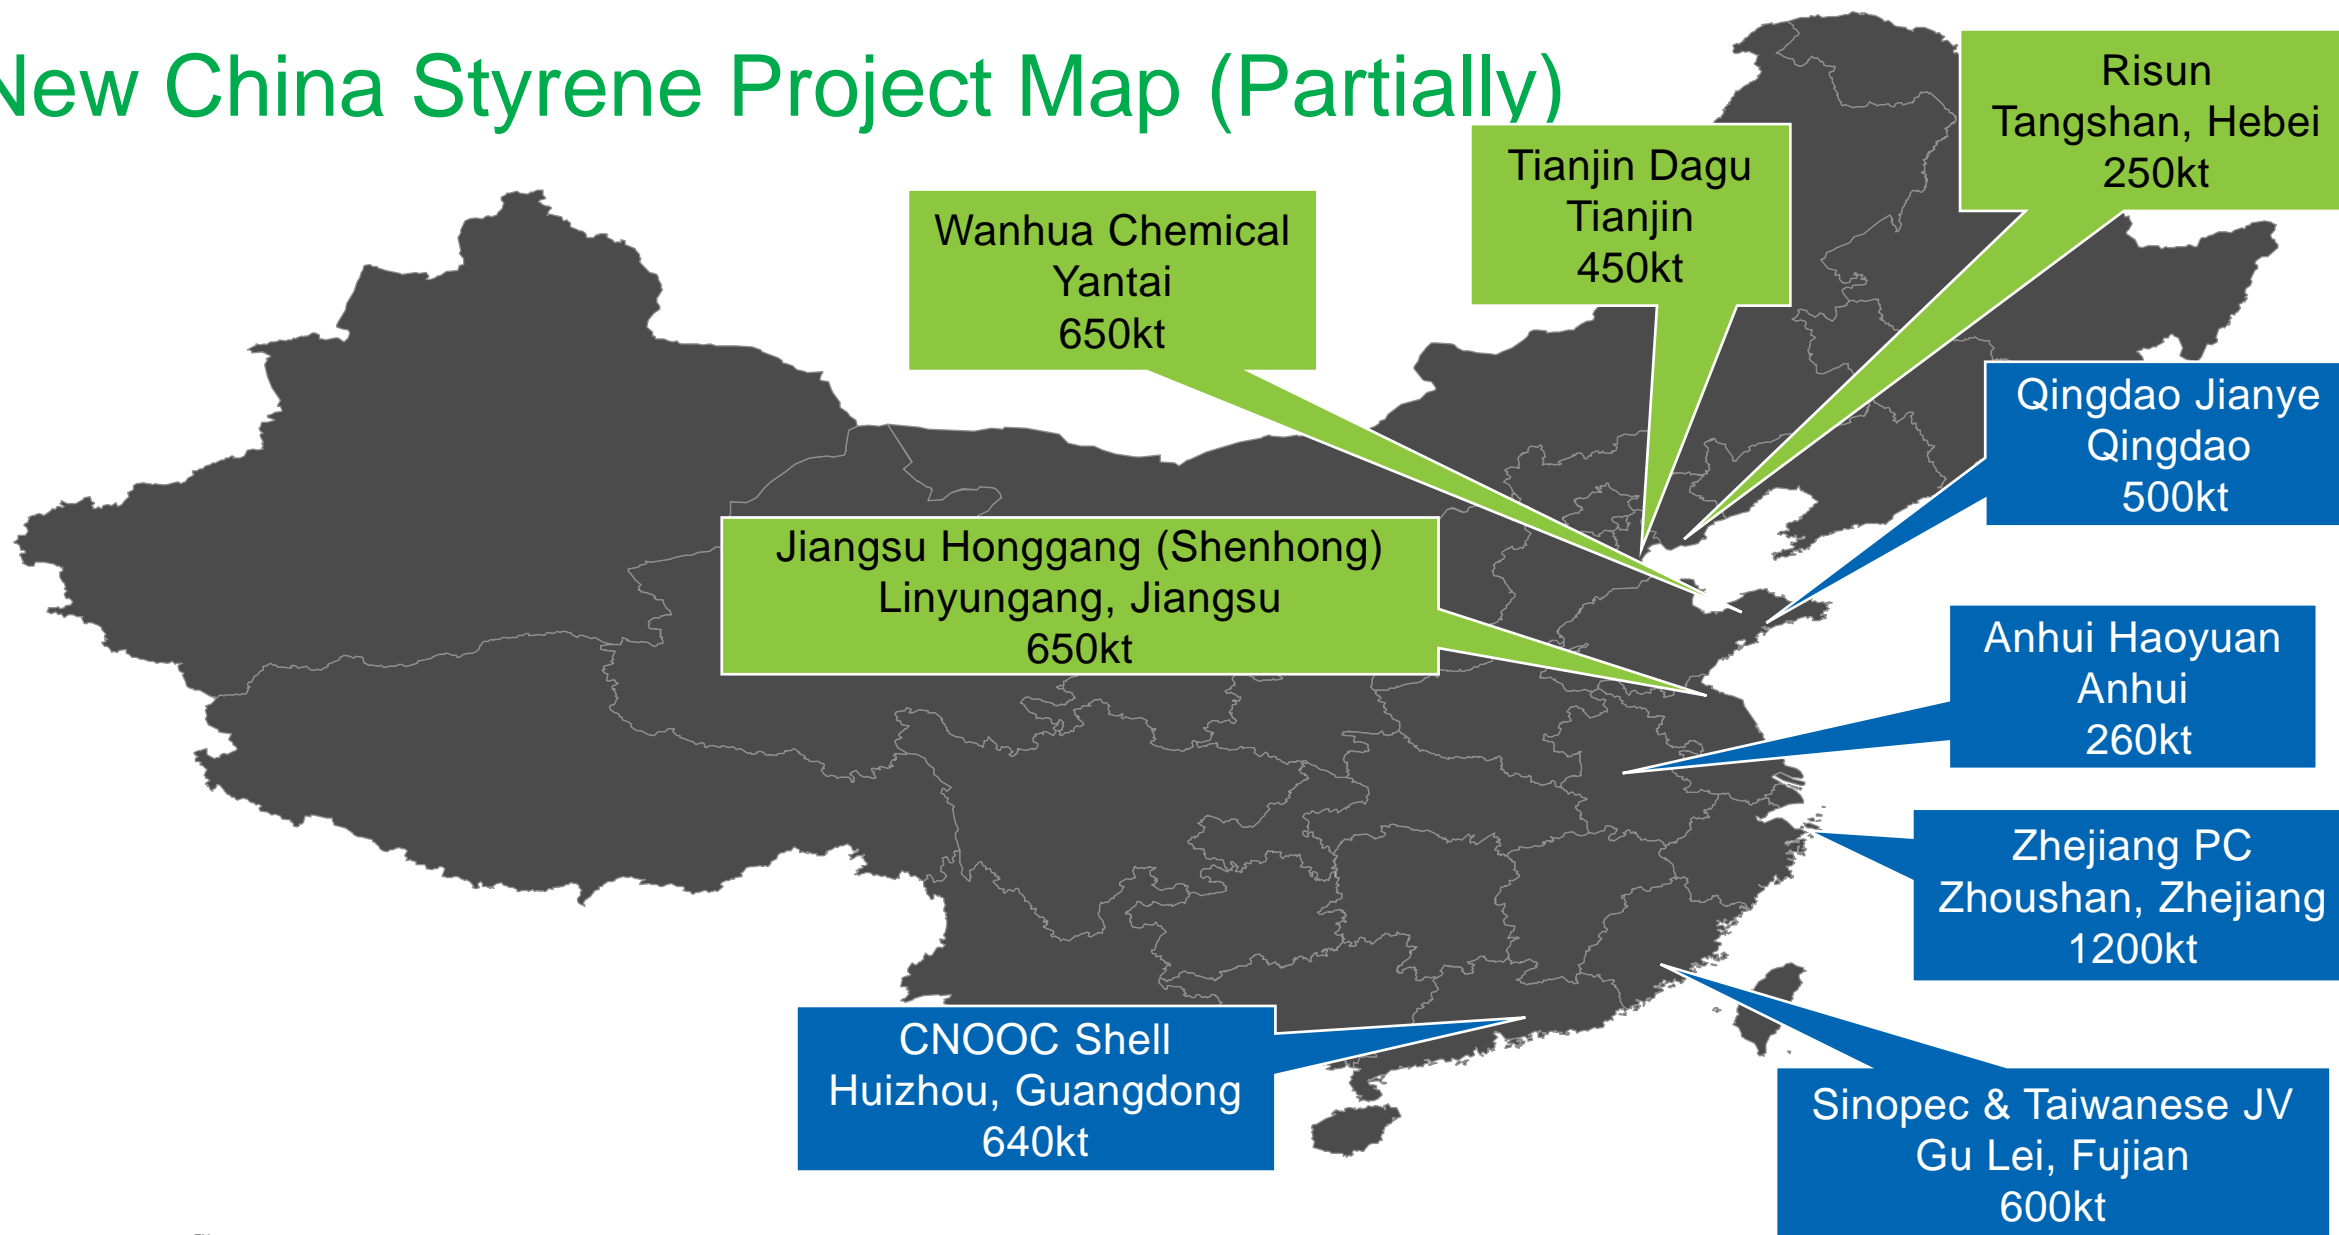 New China Styrene Project Map (Partially)
Risun
Tangshan, Hebei
250kt
Tianjin Dagu
Tianjin
450kt
Wanhua Chemical
Yantai
650kt
Qingdao Jianye
Qingdao
500kt
Jiangsu Honggang (Shenhong)
Linyungang, Jiangsu
650kt
Anhui Haoyuan
Anhui
260kt
Zhejiang PC
Zhoushan, Zhejiang
1200kt
CNOOC Shell
Huizhou, Guangdong
640kt
Sinopec & Taiwanese JV
Gu Lei, Fujian
600kt